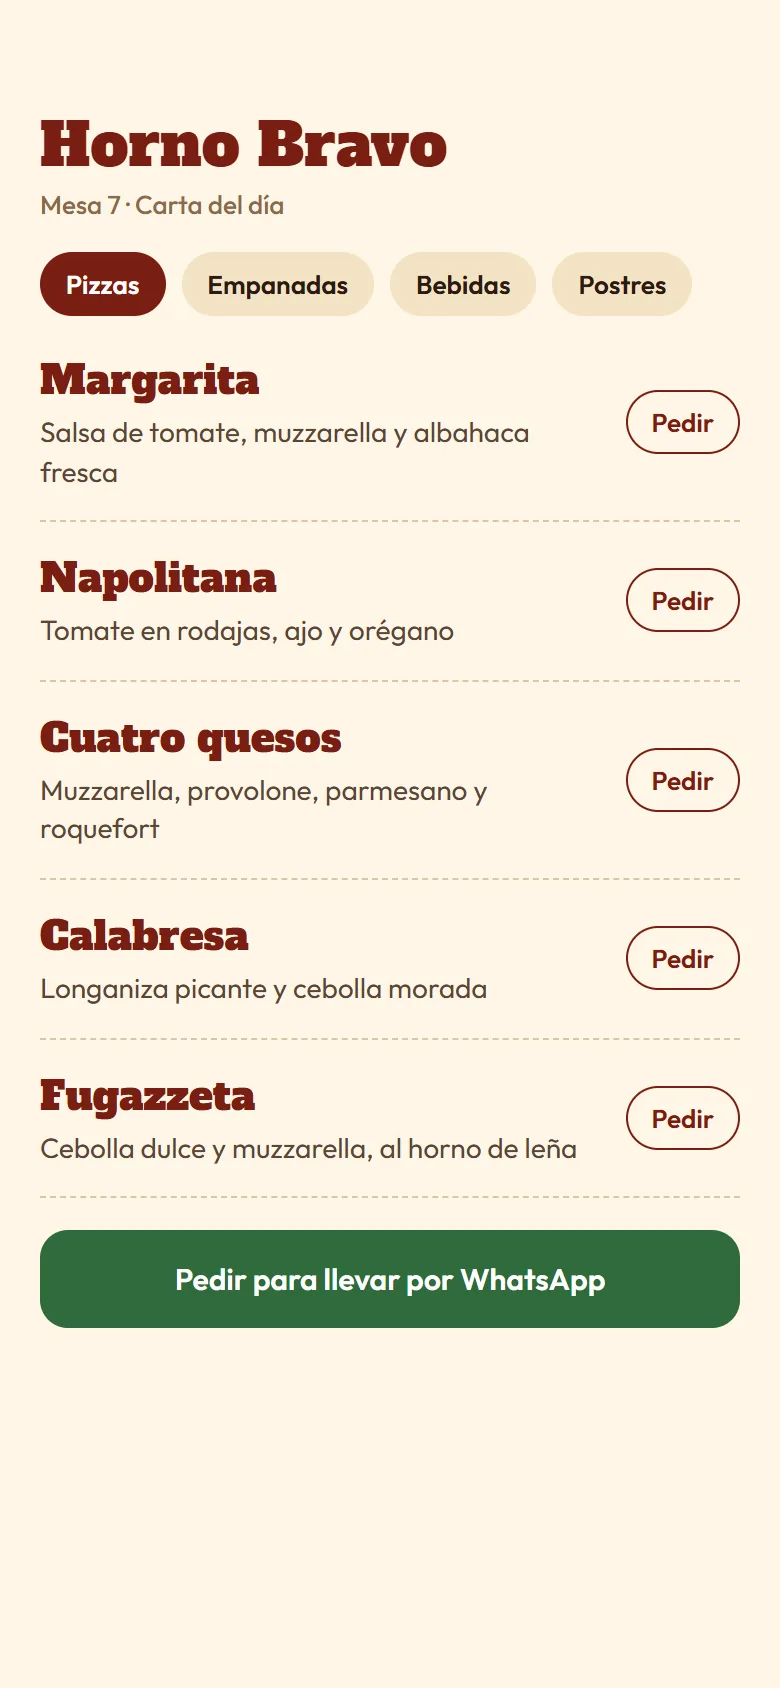 Horno Bravo
Mesa 7 · Carta del día
Pizzas
Empanadas
Bebidas
Postres
Margarita
Salsa de tomate, muzzarella y albahaca
fresca
Pedir
Napolitana
Tomate en rodajas, ajo y orégano
Pedir
Cuatro quesos
Muzzarella, provolone, parmesano y
roquefort
Pedir
Calabresa
Longaniza picante y cebolla morada
Pedir
Fugazzeta
Cebolla dulce y muzzarella, al horno de leña
Pedir
Pedir para llevar por WhatsApp